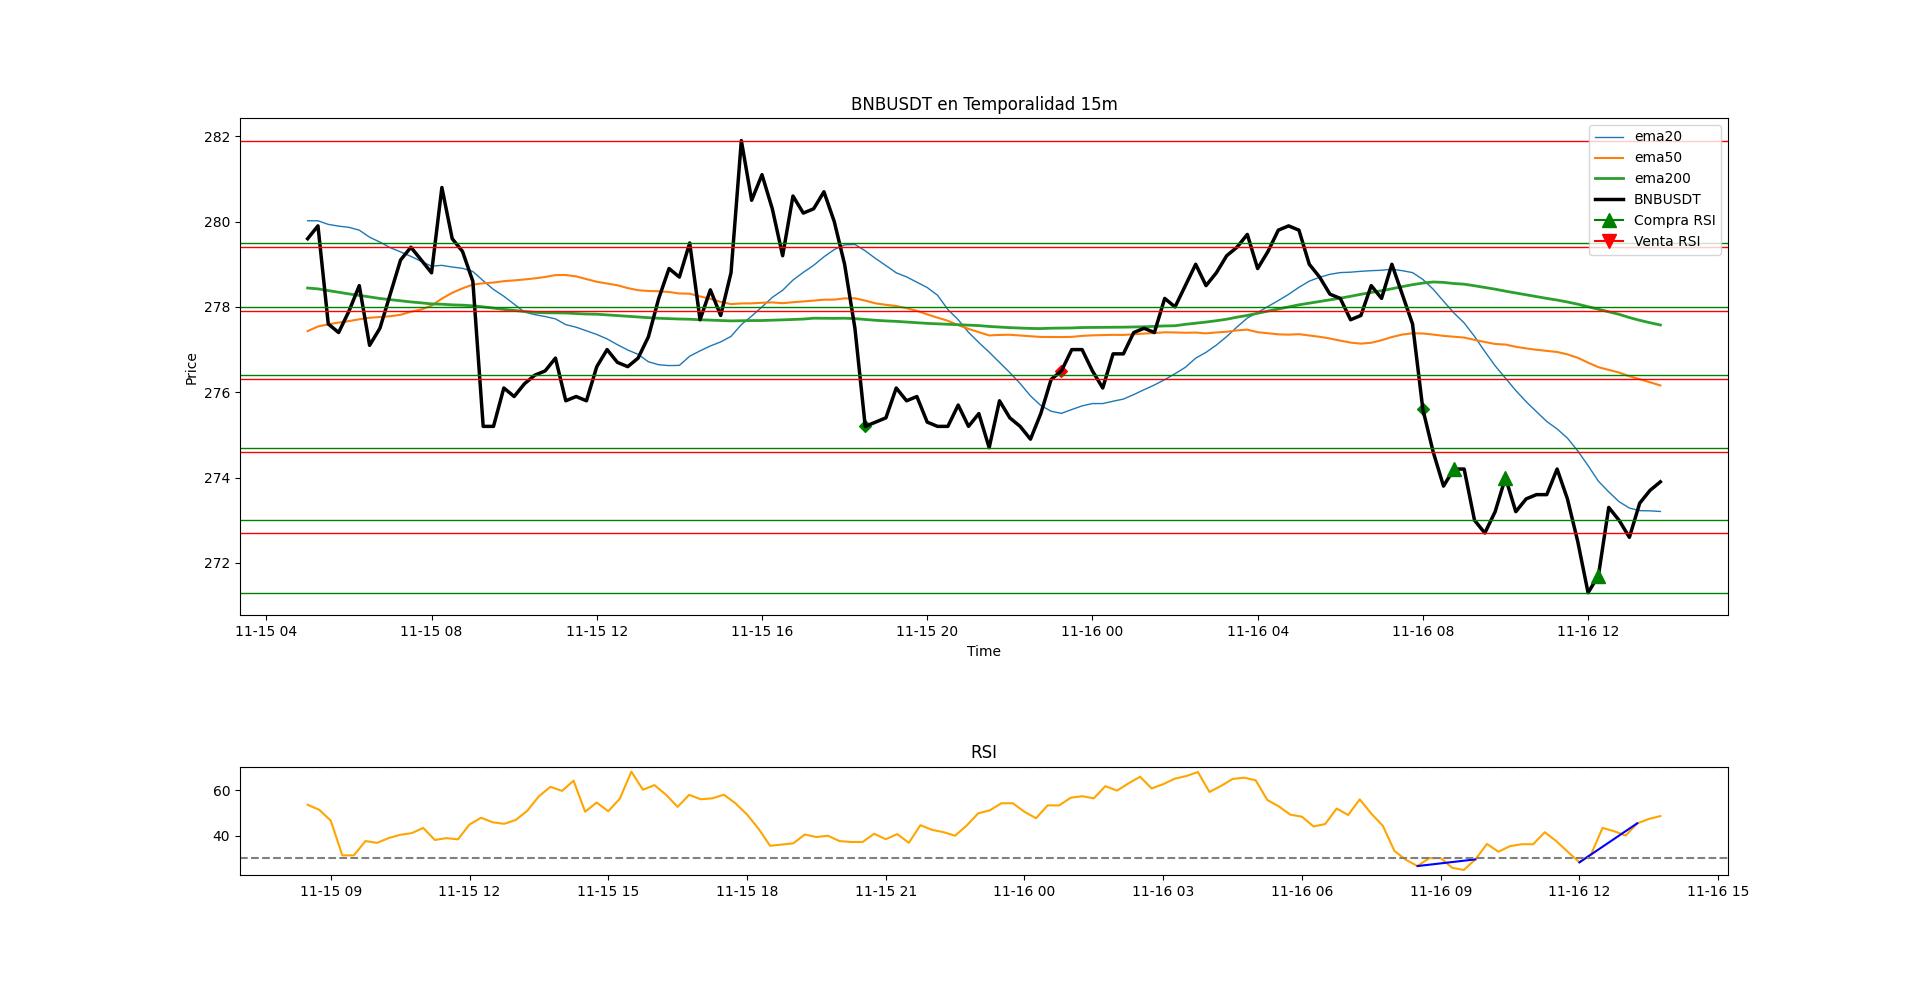 BNBUSDT en Temporalidad 15m
282
280
278
276
274
272
Price
ema20
ema50
ema200
BNBUSDT
Compra RSI
Venta RSI
11-15 04 11-15 08 11-15 12 11-15 16 11-15 20 11-16 00 11-16 04 11-16 08 11-16 12
Time
RSI
60
40
11-15 09 11-15 12 11-15 15 11-15 18 11-15 21 11-16 00 11-16 03 11-16 06 11-16 09 11-16 12 11-16 15